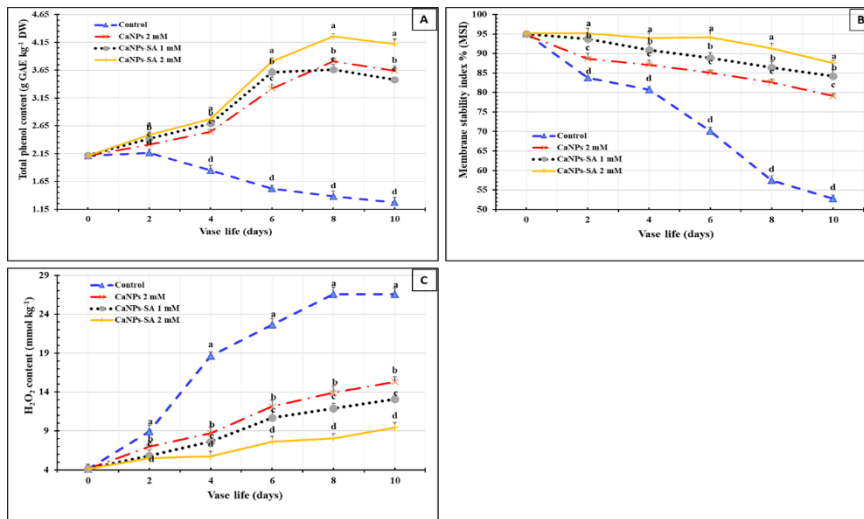 A
Control
CaNPs 2 mM
CaNPs-SA 1 mM
CaNPs-SA 2 mM
Total phenol content (g GAE kg-1 DW)
4.65
4.15
3.65
3.15
2.65
2.15
1.65
1.15
a
b
c
d
a
b
c
d
a
b
c
d
a
b
c
d
a
b
c
d
0 2 4 6 8 10
Vase life (days)
B
Membrane stability index % (MSI)
100
95
90
85
80
75
70
65
60
55
50
a
b
c
d
a
b
c
d
a
b
c
d
a
b
c
d
a
b
c
d
Control
CaNPs 2 mM
CaNPs-SA 1 mM
CaNPs-SA 2 mM
0 2 4 6 8 10
Vase life (days)
C
Control
CaNPs 2 mM
CaNPs-SA 1 mM
CaNPs-SA 2 mM
H₂O₂ content (mmol kg-1)
29
24
19
14
9
4
a
b
c
d
a
b
c
d
a
b
c
d
a
b
c
d
a
b
c
d
0 2 4 6 8 10
Vase life (days)